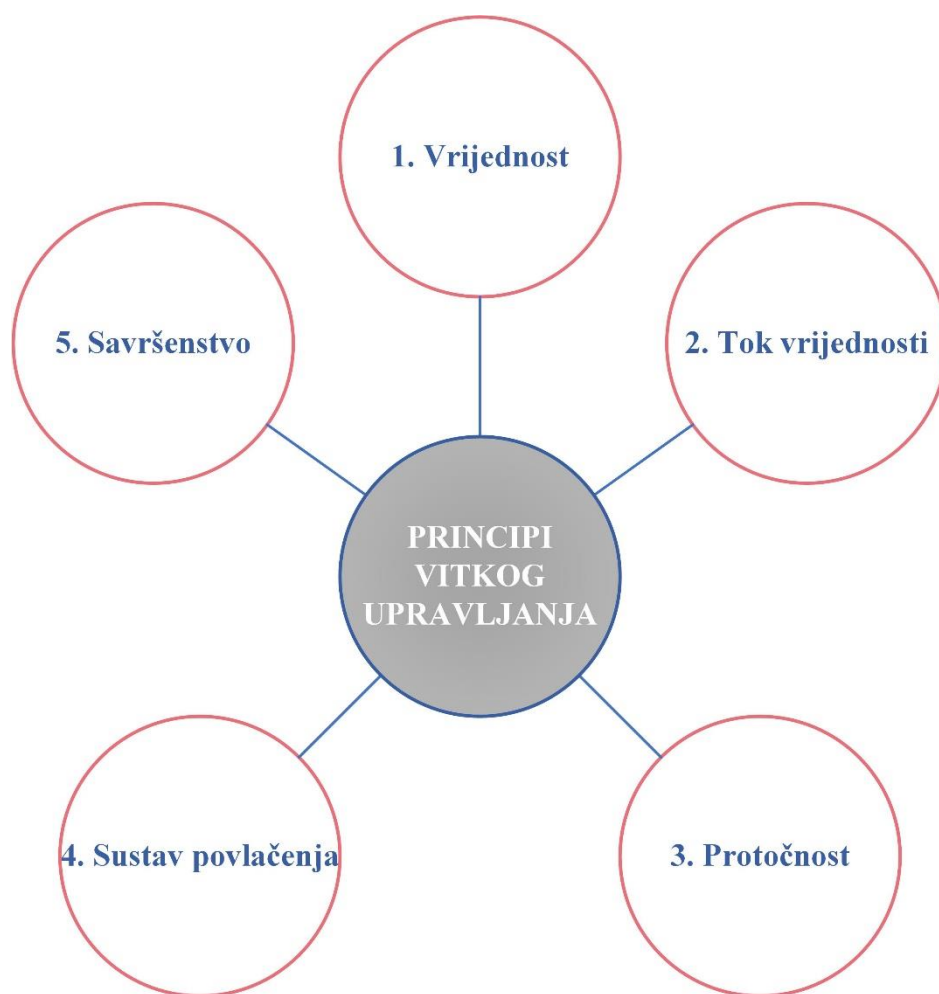 1. Vrijednost
2. Tok vrijednosti
3. Protočnost
4. Sustav povlačenja
5. Savršenstvo
PRINCIPI
VITKOG
UPRAVLJANJA